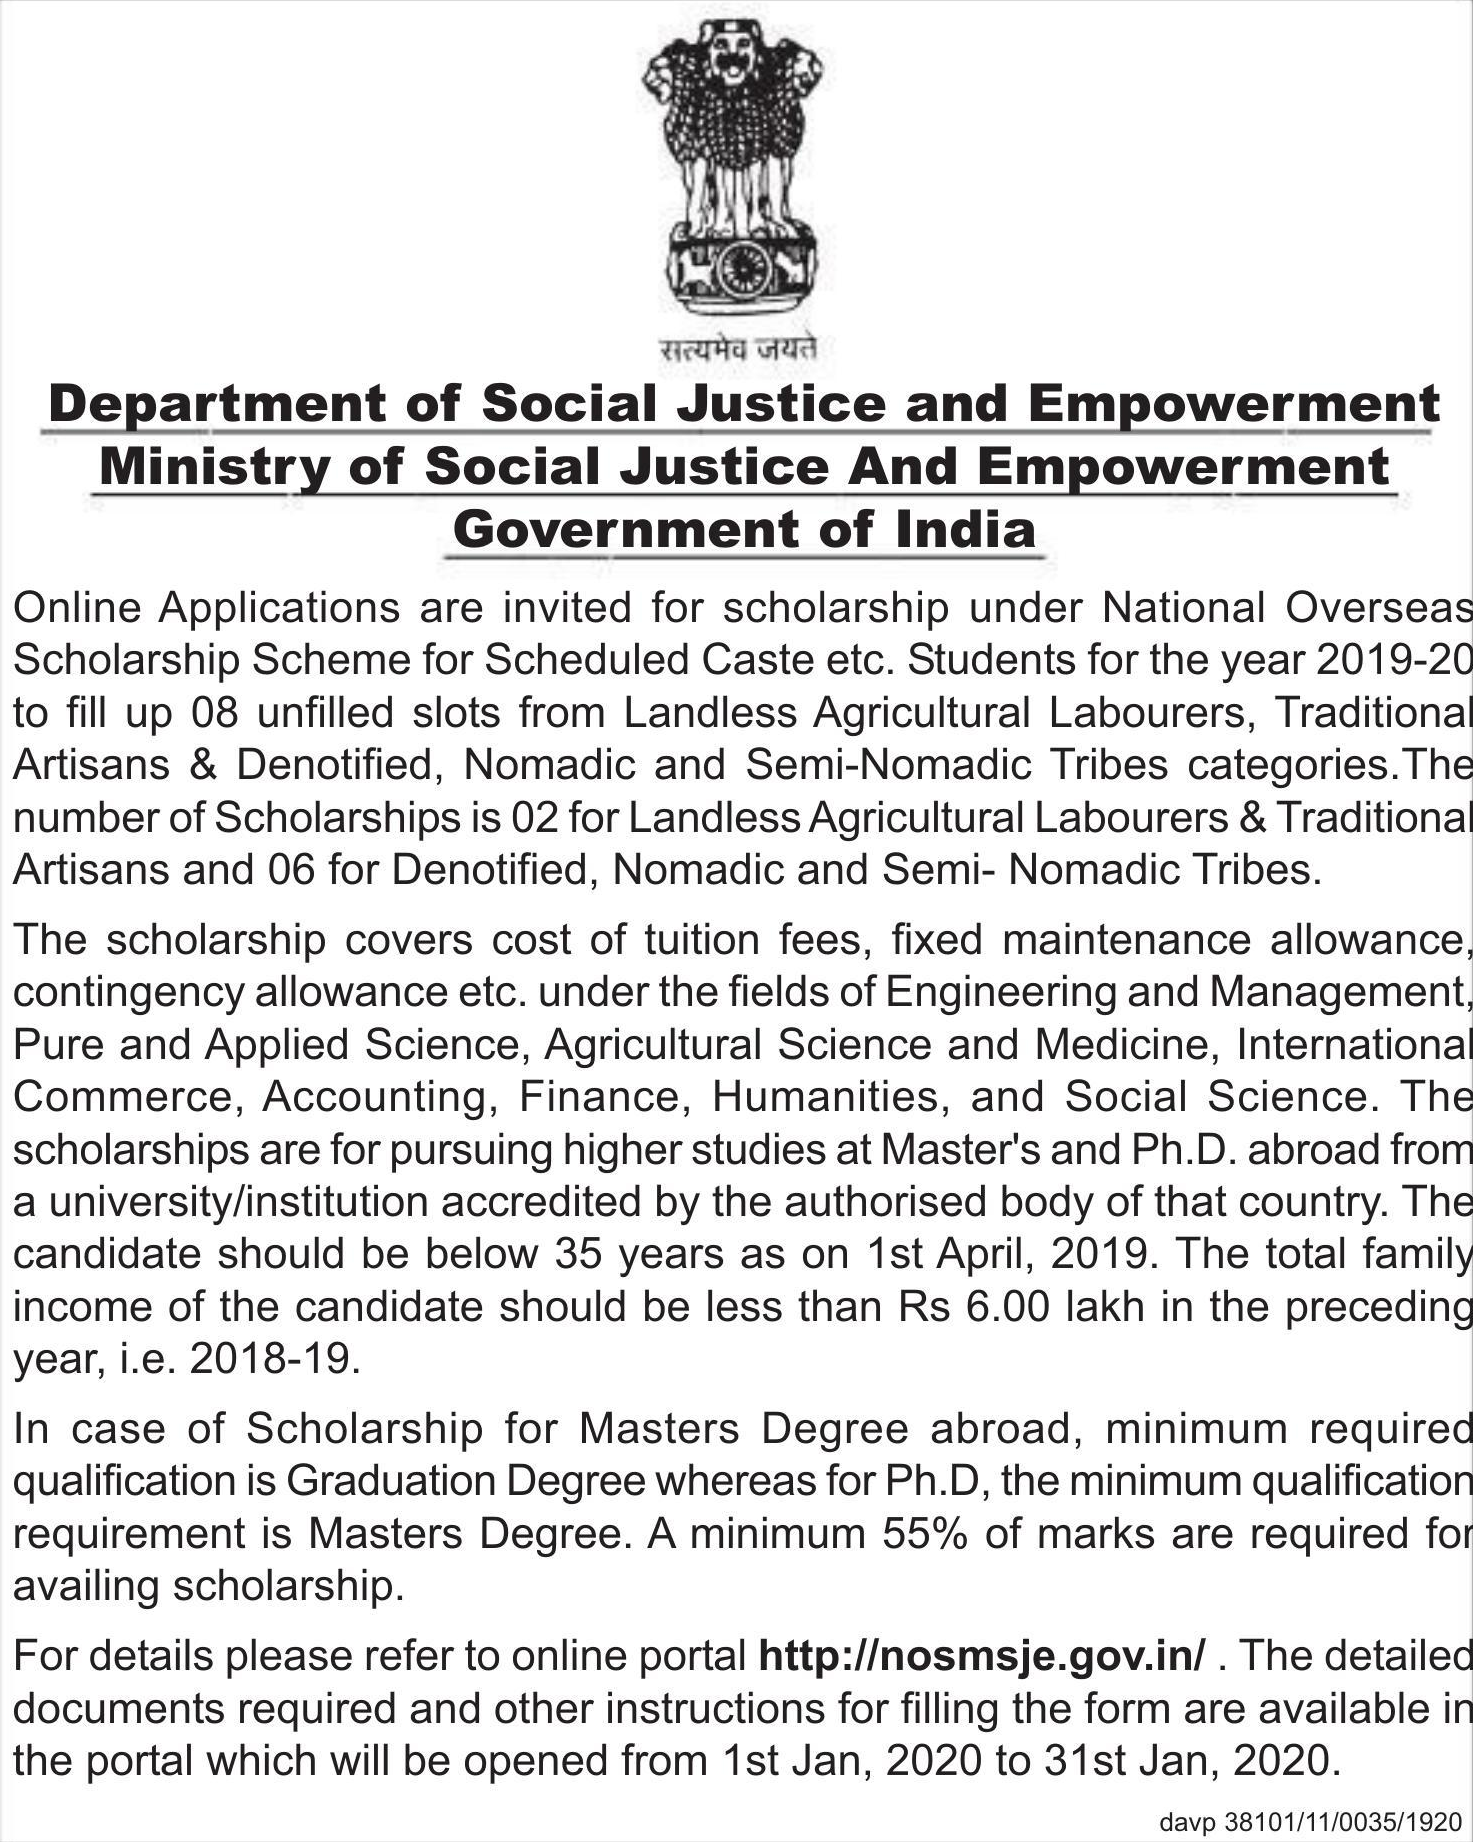 सत्यमेव जयते
Department of Social Justice and Empowerment
Ministry of Social Justice And Empowerment
Government of India
Online Applications are invited for scholarship under National Overseas
Scholarship Scheme for Scheduled Caste etc. Students for the year 2019-20
to fill up 08 unfilled slots from Landless Agricultural Labourers, Traditional
Artisans & Denotified, Nomadic and Semi-Nomadic Tribes categories.The
number of Scholarships is 02 for Landless Agricultural Labourers & Traditional
Artisans and 06 for Denotified, Nomadic and Semi- Nomadic Tribes.
The scholarship covers cost of tuition fees, fixed maintenance allowance,
contingency allowance etc. under the fields of Engineering and Management,
Pure and Applied Science, Agricultural Science and Medicine, International
Commerce, Accounting, Finance, Humanities, and Social Science. The
scholarships are for pursuing higher studies at Master's and Ph.D. abroad from
a university/institution accredited by the authorised body of that country. The
candidate should be below 35 years as on 1st April, 2019. The total family
income of the candidate should be less than Rs 6.00 lakh in the preceding
year, i.e. 2018-19.
In case of Scholarship for Masters Degree abroad, minimum required
qualification is Graduation Degree whereas for Ph.D, the minimum qualification
requirement is Masters Degree. A minimum 55% of marks are required for
availing scholarship.
For details please refer to online portal http://nosmsje.gov.in/ . The detailed
documents required and other instructions for filling the form are available in
the portal which will be opened from 1st Jan, 2020 to 31st Jan, 2020.
davp 38101/11/0035/1920